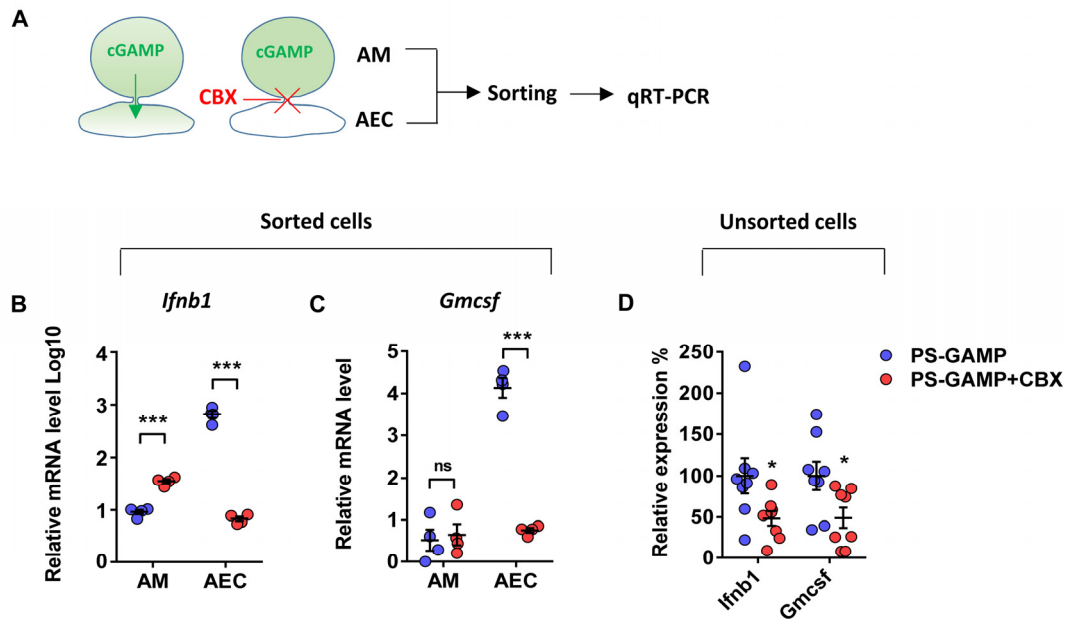 A
cGAMP
cGAMP
AM
CBX
Sorting
qRT-PCR
AEC
Sorted cells
Unsorted cells
B
Ifnb1
C
Gmcsf
D
Relative mRNA level Log10
4
3
2
1
0
***
***
AM
AEC
Relative mRNA level
5
4
3
2
1
0
ns
***
AM
AEC
Relative expression %
250
200
150
100
50
0
*
*
Ifnb1
Gmcsf
PS-GAMP
PS-GAMP+CBX